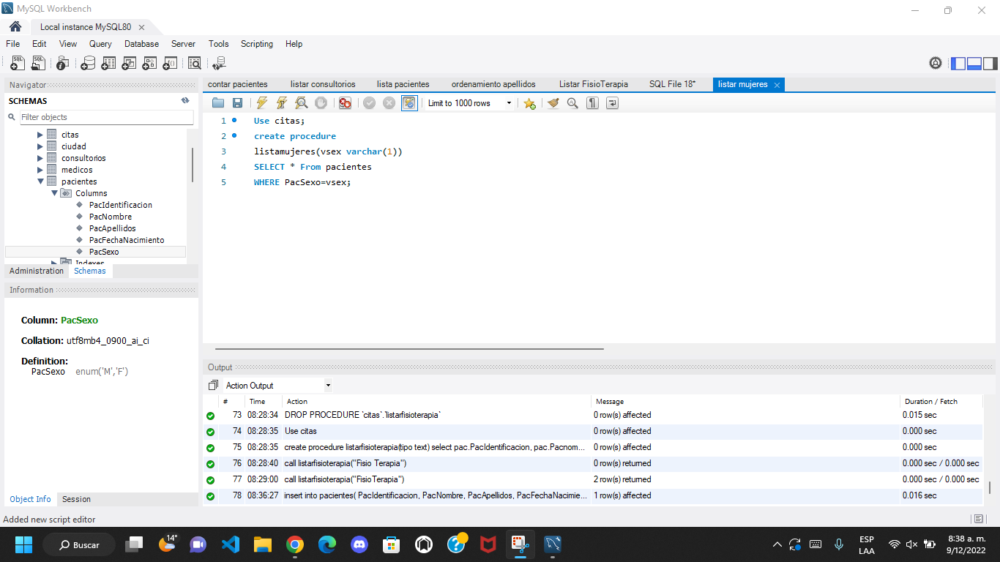 MySQL Workbench
Local instance MySQL80
File Edit View Query Database Server Tools Scripting Help
Navigator
SCHEMAS
Filter objects
citas
ciudad
consultorios
medicos
pacientes
Columns
PacIdentificacion
PacNombre
PacApellidos
PacFechaNacimiento
PacSexo
Indexes
Administration Schemas
Information
Column: PacSexo
Collation: utf8mb4_0900_ai_ci
Definition:
PacSexo enum('M','F')
Object Info Session
contar pacientes listar consultorios lista pacientes ordenamiento apellidos Listar FisioTerapia SQL File 18* listar mujeres
Limit to 1000 rows
1 Use citas;
2 create procedure
3 listamujeres(vsex varchar(1))
4 SELECT * From pacientes
5 WHERE PacSexo=vsex;
Output
Action Output
# Time Action Message Duration / Fetch
73 08:28:34 DROP PROCEDURE `citas`.`listarfisioterapia` 0 row(s) affected 0.015 sec
74 08:28:35 Use citas 0 row(s) affected 0.000 sec
75 08:28:35 create procedure listarfisioterapia(tipo text) select pac.PacIdentificacion, pac.Pacnom... 0 row(s) affected 0.000 sec
76 08:28:40 call listarfisioterapia("Fisio Terapia") 0 row(s) returned 0.000 sec / 0.000 sec
77 08:29:00 call listarfisioterapia("FisioTerapia") 2 row(s) returned 0.000 sec / 0.000 sec
78 08:36:27 insert into pacientes( PacIdentificacion, PacNombre, PacApellidos, PacFechaNacimie... 1 row(s) affected 0.016 sec
Added new script editor
Buscar
14°
ESP
LAA
8:38 a. m.
9/12/2022